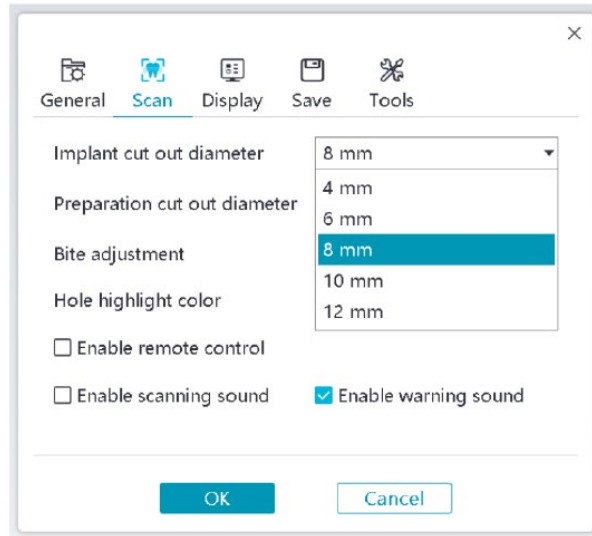 General Scan Display Save Tools
Implant cut out diameter 8 mm
4 mm
Preparation cut out diameter 6 mm
Bite adjustment 8 mm
10 mm
Hole highlight color 12 mm
Enable remote control
Enable scanning sound Enable warning sound
OK Cancel